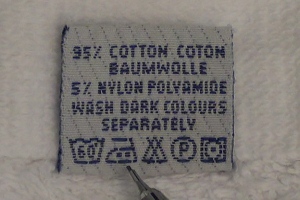 95% COTTON COTON
BAUMWOLLE
5% NYLON POLYAMIDE
WASH DARK COLOURS
SEPARATELY
60 P